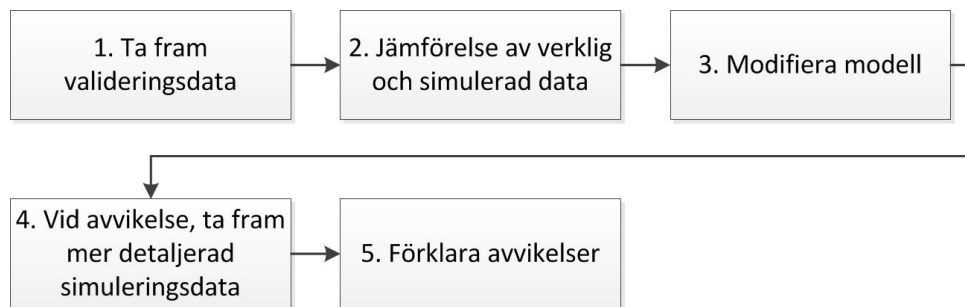 1. Ta fram
valideringsdata
2. Jämförelse av verklig
och simulerad data
3. Modifiera modell
4. Vid avvikelse, ta fram
mer detaljerad
simuleringsdata
5. Förklara avvikelser